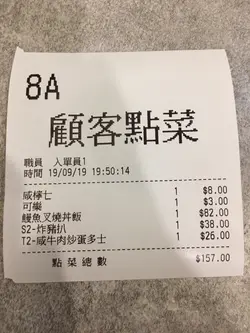 8A
顧客點菜
職員 入單員1
時間 19/09/19 19:50:14
咸檸七 1 $8.00
可樂 1 $3.00
鰻魚叉燒丼飯 1 $82.00
S2-炸豬扒 1 $38.00
T2-咸牛肉炒蛋多士 1 $26.00
點菜總數 $157.00